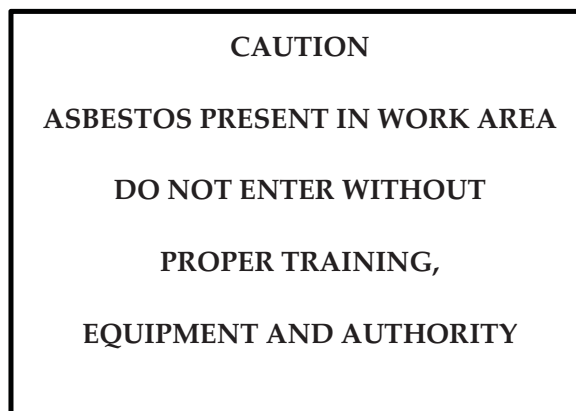 CAUTION
ASBESTOS PRESENT IN WORK AREA
DO NOT ENTER WITHOUT
PROPER TRAINING,
EQUIPMENT AND AUTHORITY